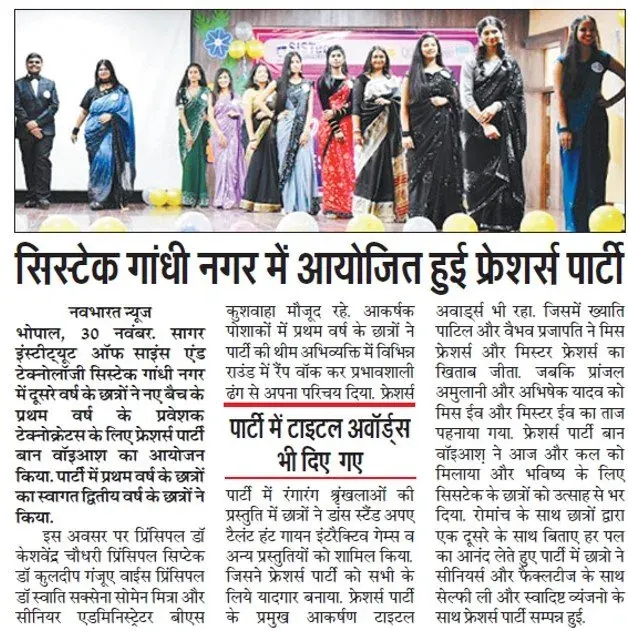 SISTec
सिस्टेक गांधी नगर में आयोजित हुई फ्रेशर्स पार्टी
नवभारत न्यूज
भोपाल, 30 नवंबर. सागर
इंस्टीट्यूट ऑफ साइंस एंड
टेक्नोलॉजी सिस्टेक गांधी नगर
में दूसरे वर्ष के छात्रों ने नए बैच के
प्रथम वर्ष के प्रवेशक
टेक्नोक्रेटस के लिए फ्रेशर्स पार्टी
बान वॉइआश़ का आयोजन
किया. पार्टी में प्रथम वर्ष के छात्रों
का स्वागत द्वितीय वर्ष के छात्रों ने
किया.
इस अवसर पर प्रिंसिपल डॉ
केशवेंद्र चौधरी प्रिंसिपल सिप्टेक
डॉ कुलदीप गंजूए वाईस प्रिंसिपल
डॉ स्वाति सक्सेना सोमेन मित्रा और
सीनियर एडमिनिस्ट्रेटर बीएस
कुशवाहा मौजूद रहे. आकर्षक
पोशाकों में प्रथम वर्ष के छात्रों ने
पार्टी की थीम अभिव्यक्ति में विभिन्न
राउंड में रैंप वॉक कर प्रभावशाली
ढंग से अपना परिचय दिया. फ्रेशर्स
पार्टी में टाइटल अवॉर्ड्स
भी दिए गए
पार्टी में रंगारंग श्रृंखलाओं की
प्रस्तुति में छात्रों ने डांस स्टैंड अपए
टैलंट हंट गायन इंटरैक्टिव गेम्स व
अन्य प्रस्तुतियों को शामिल किया.
जिसने फ्रेशर्स पार्टी को सभी के
लिये यादगार बनाया. फ्रेशर्स पार्टी
के प्रमुख आकर्षण टाइटल
अवार्ड्स भी रहा. जिसमें ख्याति
पाटिल और वैभव प्रजापति ने मिस
फ्रेशर्स और मिस्टर फ्रेशर्स का
खिताब जीता. जबकि प्रांजल
अमुलानी और अभिषेक यादव को
मिस ईव और मिस्टर ईव का ताज
पहनाया गया. फ्रेशर्स पार्टी बान
वॉइआश़ ने आज और कल को
मिलाया और भविष्य के लिए
सिसटेक के छात्रों को उत्साह से भर
दिया. रोमांच के साथ छात्रों द्वारा
एक दूसरे के साथ बिताए हर पल
का आनंद लेते हुए पार्टी में छात्रो ने
सीनियर्स और फैक्लटीज के साथ
सेल्फी ली और स्वादिष्ट व्यंजनो के
साथ फ्रेशर्स पार्टी सम्पन्न हुई.